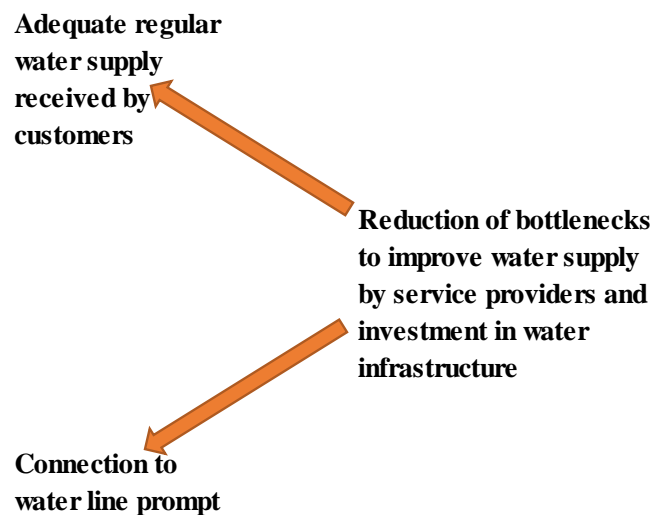 Adequate regular
water supply
received by
customers
Reduction of bottlenecks
to improve water supply
by service providers and
investment in water
infrastructure
Connection to
water line prompt